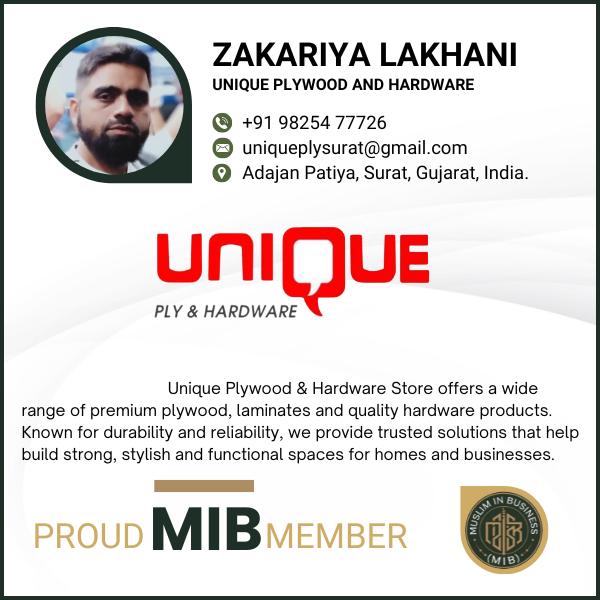 ZAKARIYA LAKHANI
UNIQUE PLYWOOD AND HARDWARE
+91 98254 77726
uniqueplysurat@gmail.com
Adajan Patiya, Surat, Gujarat, India.
UNIQUE
PLY & HARDWARE
Unique Plywood & Hardware Store offers a wide
range of premium plywood, laminates and quality hardware products.
Known for durability and reliability, we provide trusted solutions that help
build strong, stylish and functional spaces for homes and businesses.
PROUD MIB MEMBER
MUSLIM IN BUSINESS
(MIB)